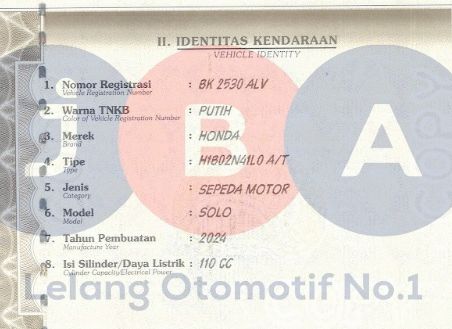 II. IDENTITAS KENDARAAN
VEHICLE IDENTITY
1. Nomor Registrasi : BK 2530 ALV
Vehicle Registration Number
2. Warna TNKB : PUTIH
Color of Vehicle Registration Number
3. Merek : HONDA
Brand
4. Tipe : H1B02N41L0 A/T
Type
5. Jenis : SEPEDA MOTOR
Category
6. Model : SOLO
Model
7. Tahun Pembuatan : 2024
Manufacture Year
8. Isi Silinder/Daya Listrik : 110 CC
Cylinder Capacity/Electrical Power
B A
Lelang Otomotif No.1